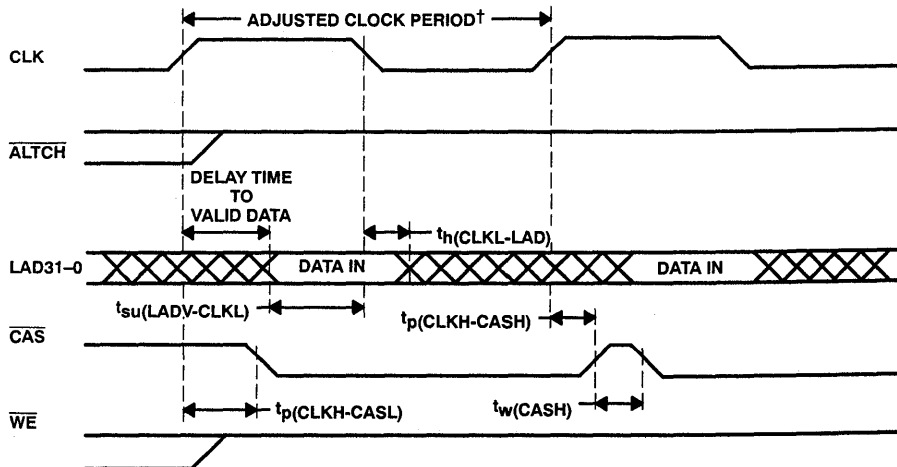 ADJUSTED CLOCK PERIOD†
CLK
ALTCH
DELAY TIME
TO
VALID DATA
th(CLKL-LAD)
LAD31–0
DATA IN
DATA IN
tsu(LADV-CLKL)
tp(CLKH-CASH)
CAS
tp(CLKH-CASL)
tw(CASH)
WE